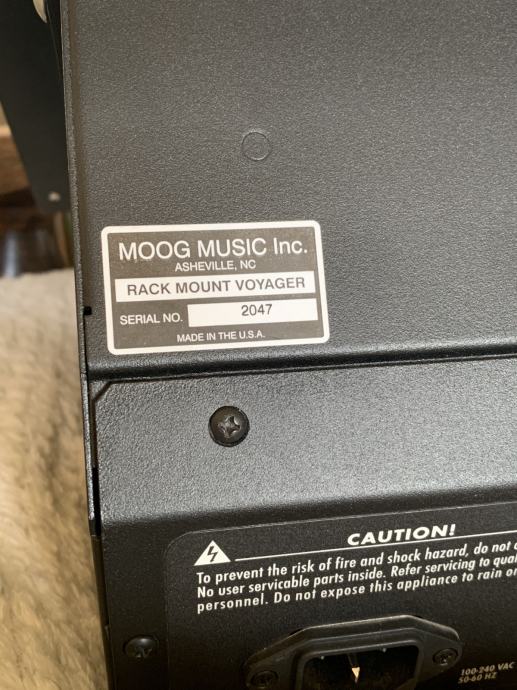 MOOG MUSIC Inc.
ASHEVILLE, NC
RACK MOUNT VOYAGER
SERIAL NO. 2047
MADE IN THE U.S.A.
CAUTION!
To prevent the risk of fire and shock hazard, do not
No user servicable parts inside. Refer servicing to
personnel. Do not expose this appliance to rain
100-240 VAC
50-60 HZ